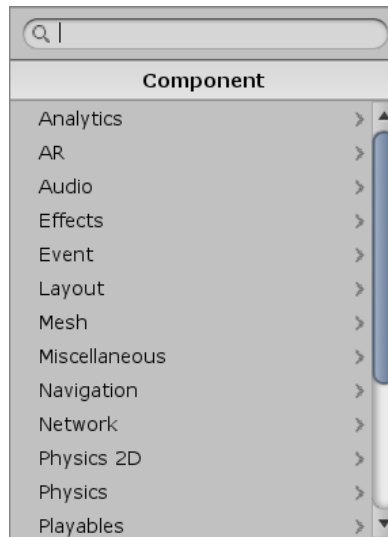 Component
Analytics
AR
Audio
Effects
Event
Layout
Mesh
Miscellaneous
Navigation
Network
Physics 2D
Physics
Playables